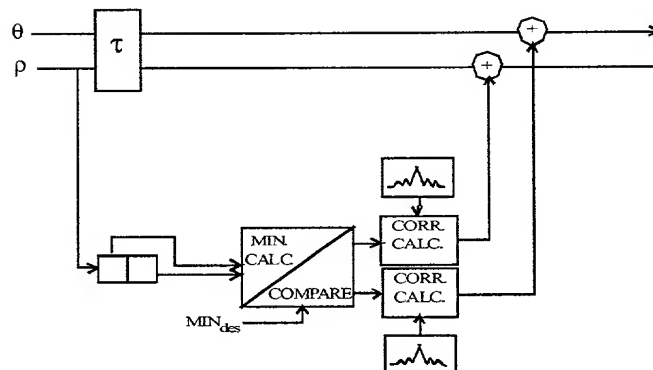 θ
+
τ
ρ
+
MIN.
CALC
COMPARE
CORR.
CALC.
CORR.
CALC.
MIN_des